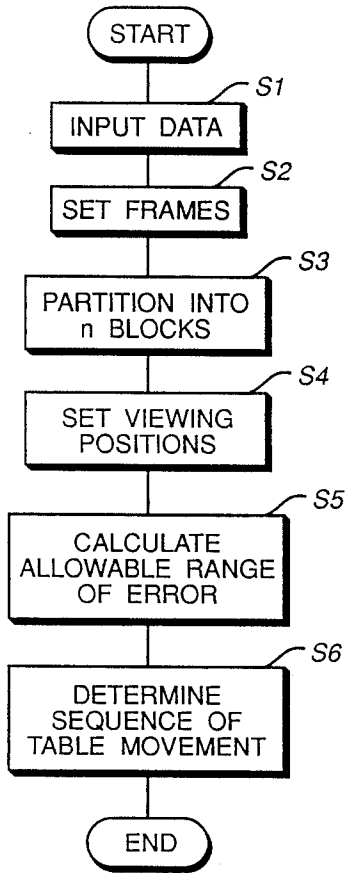 START
S1
INPUT DATA
S2
SET FRAMES
S3
PARTITION INTO
n BLOCKS
S4
SET VIEWING
POSITIONS
S5
CALCULATE
ALLOWABLE RANGE
OF ERROR
S6
DETERMINE
SEQUENCE OF
TABLE MOVEMENT
END